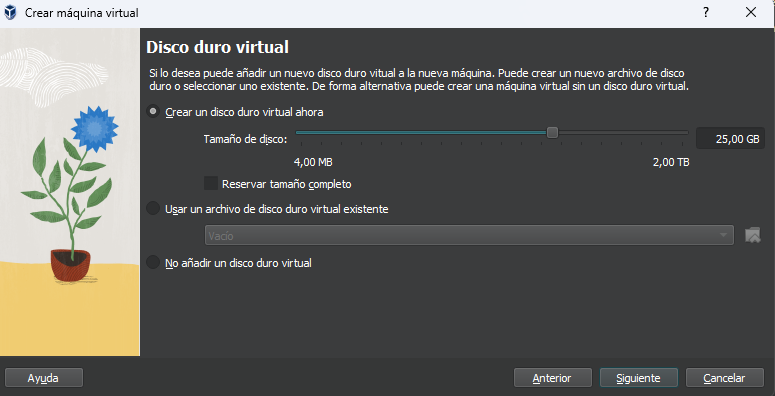 Crear máquina virtual
?
Disco duro virtual
Si lo desea puede añadir un nuevo disco duro vitual a la nueva máquina. Puede crear un nuevo archivo de disco
duro o seleccionar uno existente. De forma alternativa puede crear una máquina virtual sin un disco duro virtual.
Crear un disco duro virtual ahora
Tamaño de disco:
25,00 GB
4,00 MB
2,00 TB
Reservar tamaño completo
Usar un archivo de disco duro virtual existente
Vacío
No añadir un disco duro virtual
Ayuda
Anterior
Siguiente
Cancelar